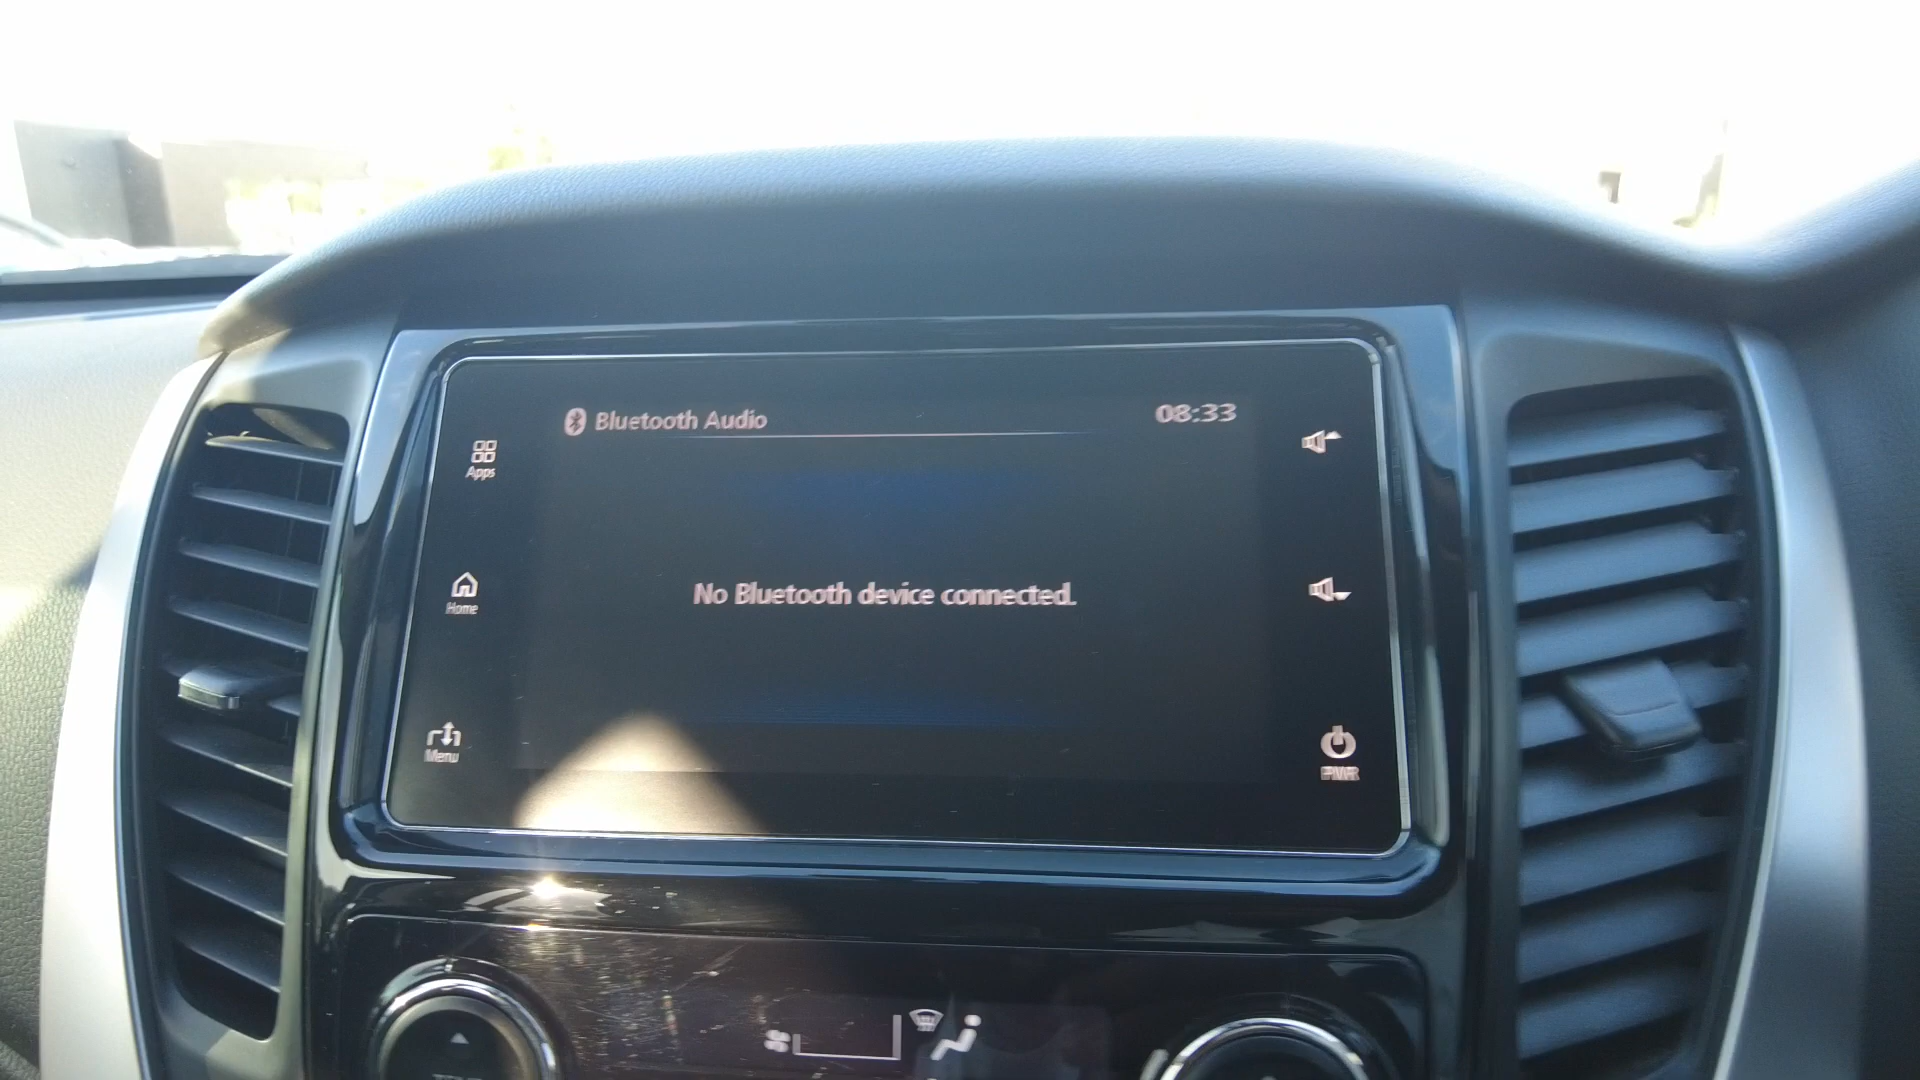 Bluetooth Audio
08:33
Apps
Home
No Bluetooth device connected.
Menu
PWR